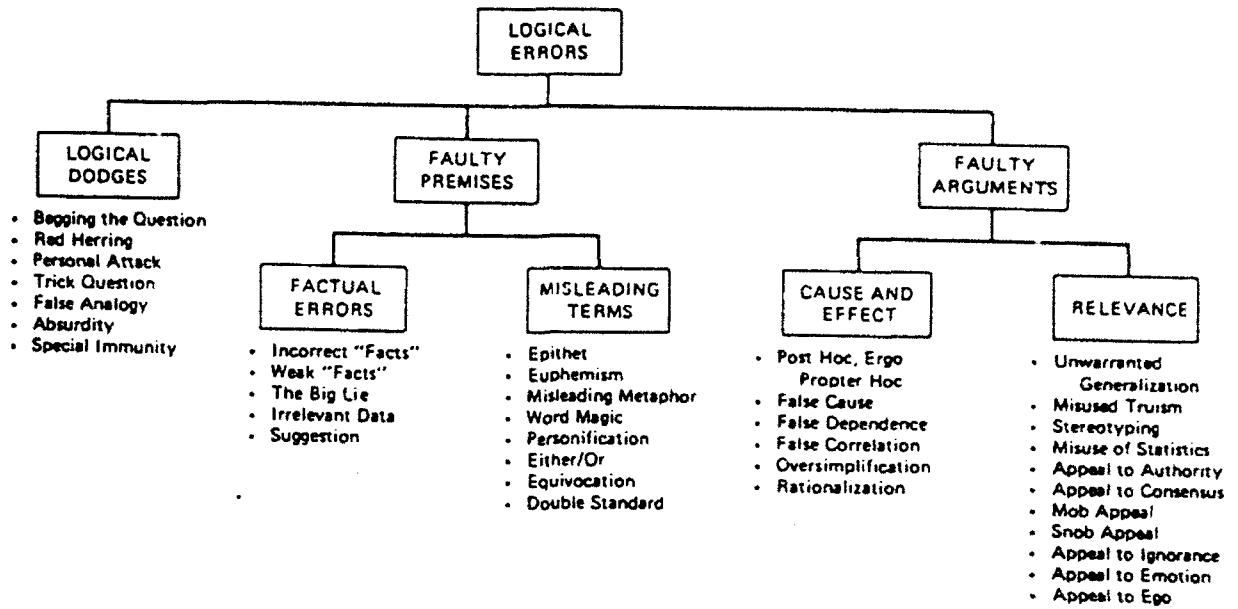 LOGICAL
ERRORS
LOGICAL
DODGES
• Begging the Question
• Red Herring
• Personal Attack
• Trick Question
• False Analogy
• Absurdity
• Special Immunity
FAULTY
PREMISES
FACTUAL
ERRORS
• Incorrect "Facts"
• Weak "Facts"
• The Big Lie
• Irrelevant Data
• Suggestion
MISLEADING
TERMS
• Epithet
• Euphemism
• Misleading Metaphor
• Word Magic
• Personification
• Either/Or
• Equivocation
• Double Standard
FAULTY
ARGUMENTS
CAUSE AND
EFFECT
• Post Hoc, Ergo
Propter Hoc
• False Cause
• False Dependence
• False Correlation
• Oversimplification
• Rationalization
RELEVANCE
• Unwarranted
Generalization
• Misused Truism
• Stereotyping
• Misuse of Statistics
• Appeal to Authority
• Appeal to Consensus
• Mob Appeal
• Snob Appeal
• Appeal to Ignorance
• Appeal to Emotion
• Appeal to Ego